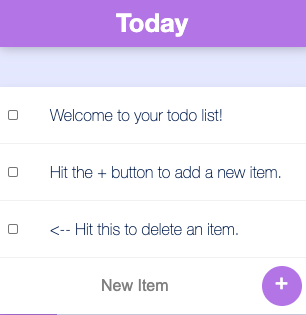 Today
Welcome to your todo list!
Hit the + button to add a new item.
<-- Hit this to delete an item.
New Item +